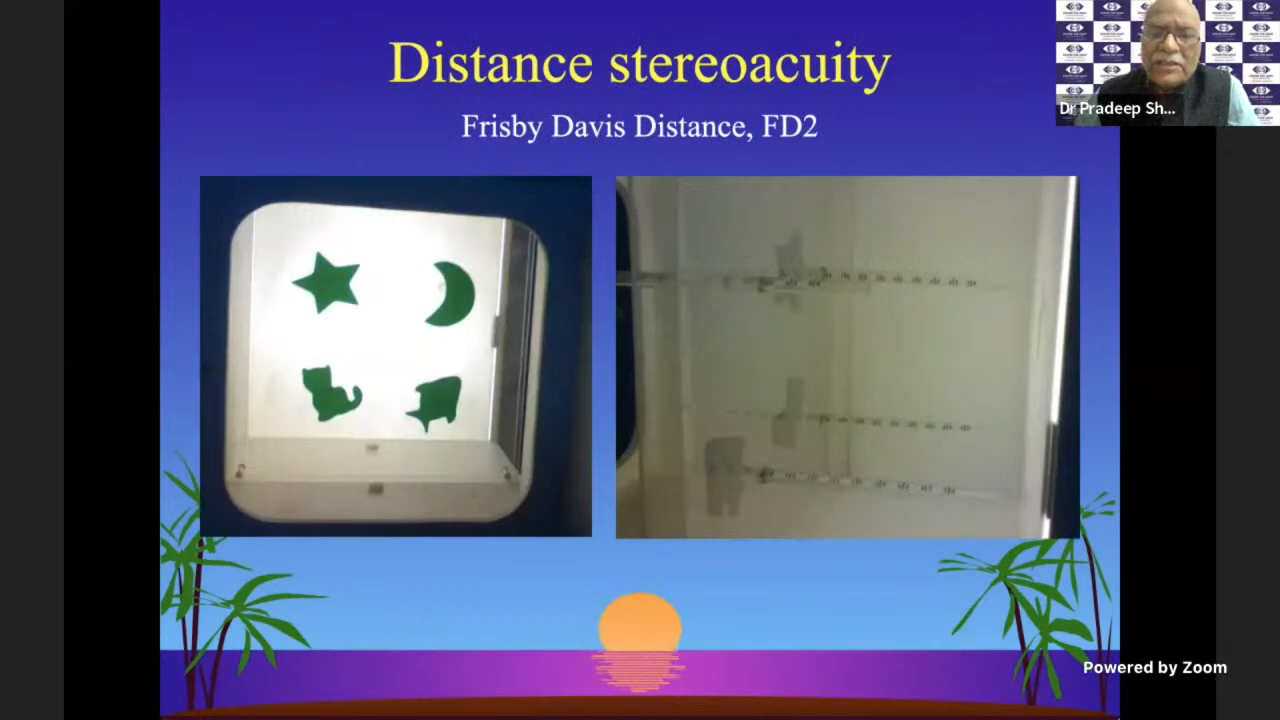 Distance stereoacuity
Frisby Davis Distance, FD2
Dr Pradeep Sh...
Powered by Zoom